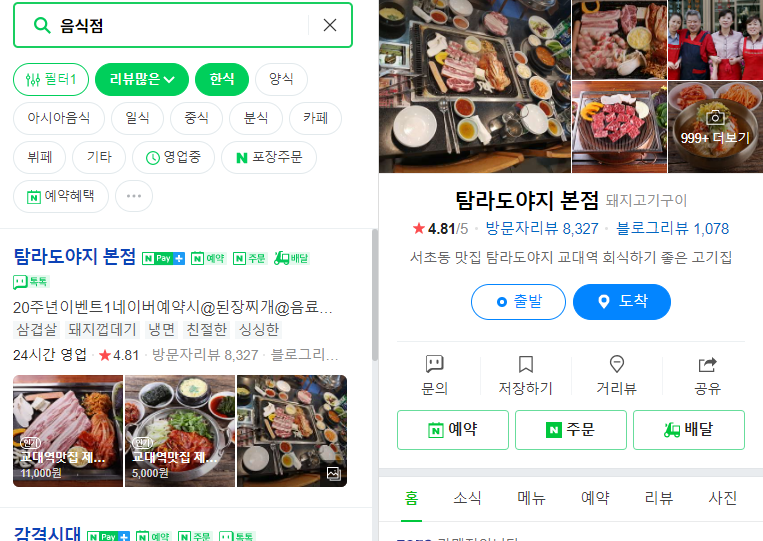 음식점
필터1
리뷰많은
한식
양식
아시아음식
일식
중식
분식
카페
뷔페
기타
영업중
N 포장주문
N 예약혜택
탐라도야지 본점 N Pay + N 예약 N 주문 배달
톡톡
20주년이벤트1네이버예약시@된장찌개@음료...
삼겹살 돼지껍데기 냉면 친절한 싱싱한
24시간 영업 · ★4.81 · 방문자리뷰 8,327 · 블로그리...
인기
교대역맛집 제...
11,000원
인기
교대역맛집 제...
5,000원
감격시대 N Pay + N 예약 N 주문 톡톡
999+ 더보기
탐라도야지 본점 돼지고기구이
★4.81/5 · 방문자리뷰 8,327 · 블로그리뷰 1,078
서초동 맛집 탐라도야지 교대역 회식하기 좋은 고기집
출발
도착
문의
저장하기
거리뷰
공유
N 예약
N 주문
배달
홈
소식
메뉴
예약
리뷰
사진